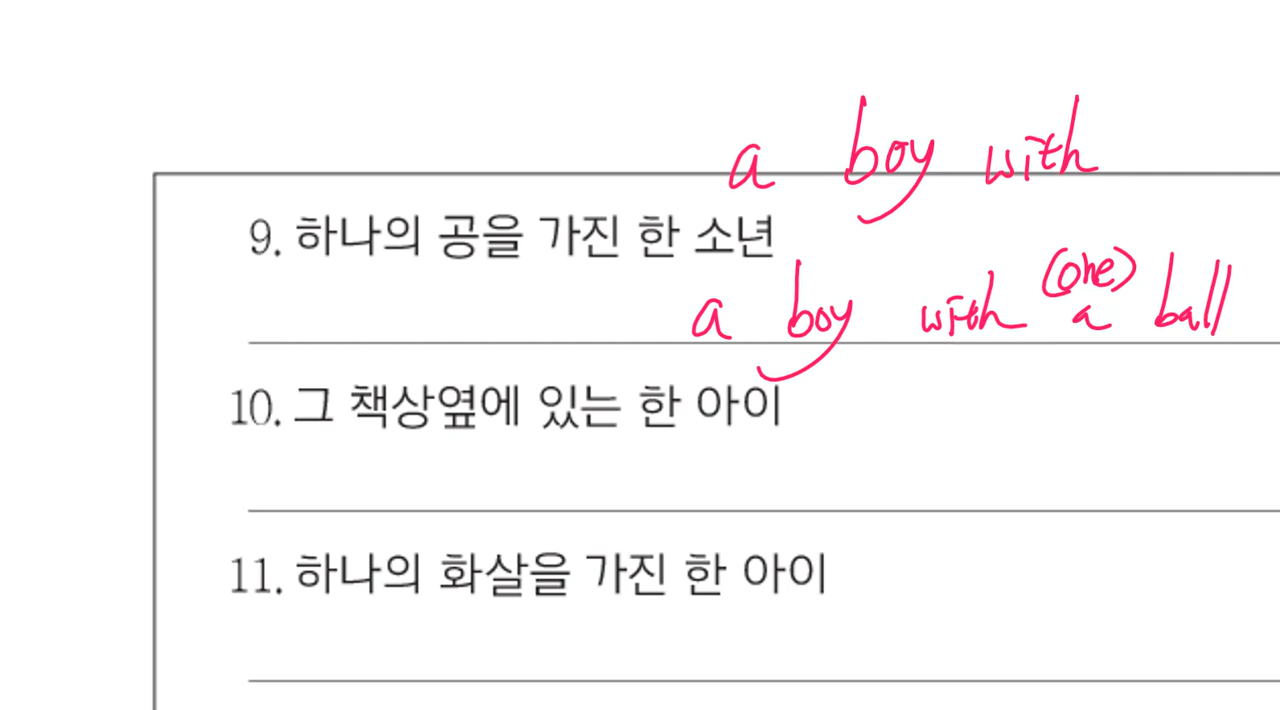 a boy with
9. 하나의 공을 가진 한 소년
(one)
a boy with a ball
10. 그 책상옆에 있는 한 아이
11. 하나의 화살을 가진 한 아이